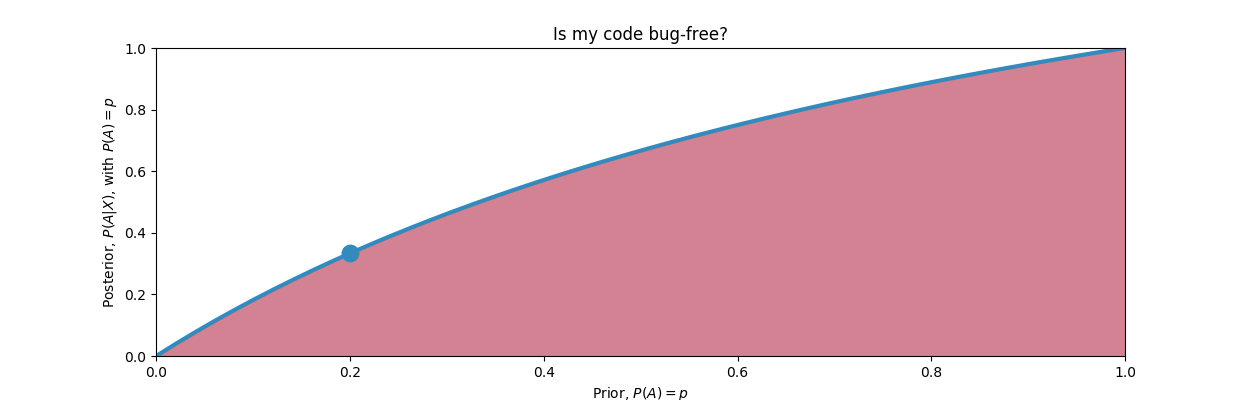 Is my code bug-free?
1.0
0.8
0.6
0.4
0.2
0.0
Posterior, P(A|X), with P(A) = p
0.0 0.2 0.4 0.6 0.8 1.0
Prior, P(A) = p